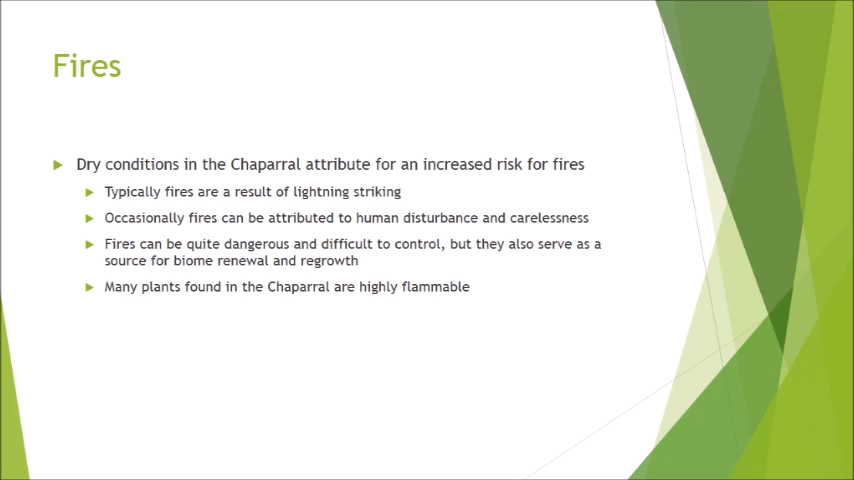 Fires
Dry conditions in the Chaparral attribute for an increased risk for fires
Typically fires are a result of lightning striking
Occasionally fires can be attributed to human disturbance and carelessness
Fires can be quite dangerous and difficult to control, but they also serve as a
source for biome renewal and regrowth
Many plants found in the Chaparral are highly flammable